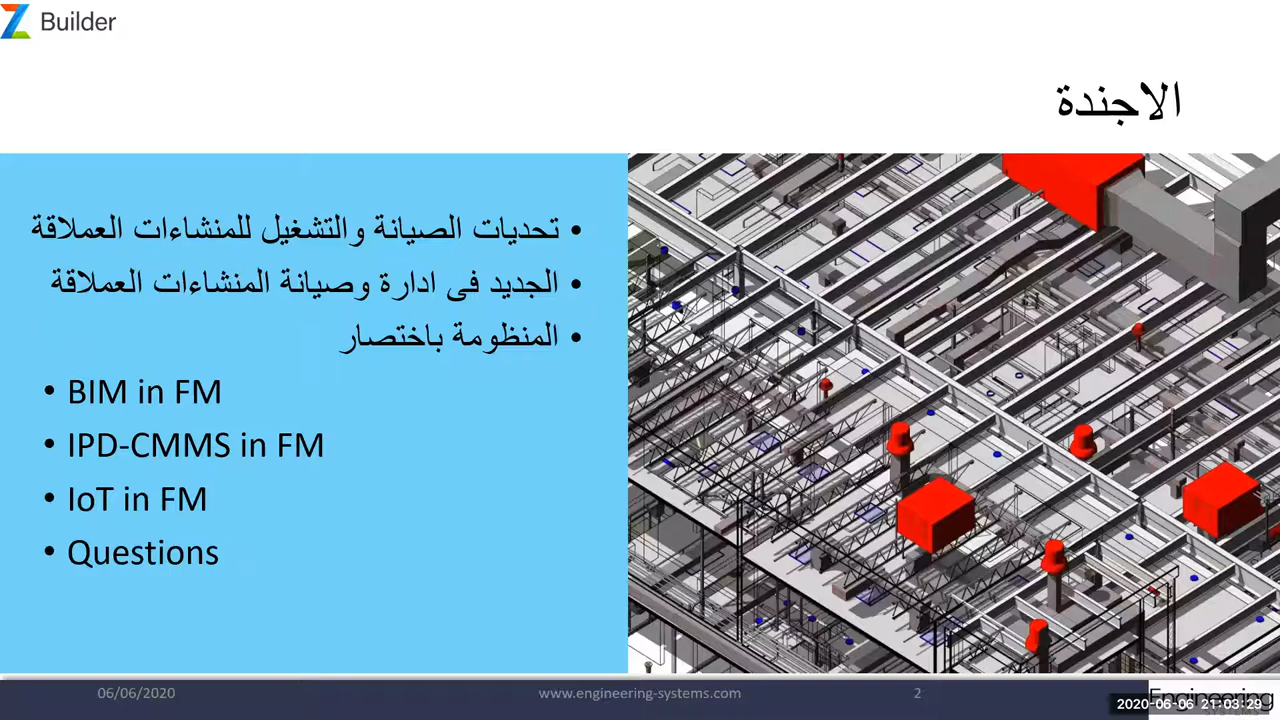 Builder
الاجندة
• تحديات الصيانة والتشغيل للمنشاءات العملاقة
• الجديد فى ادارة وصيانة المنشاءات العملاقة
• المنظومة باختصار
• BIM in FM
• IPD-CMMS in FM
• IoT in FM
• Questions
06/06/2020
www.engineering-systems.com
2
Engineering
2020-06-06 21:03:29